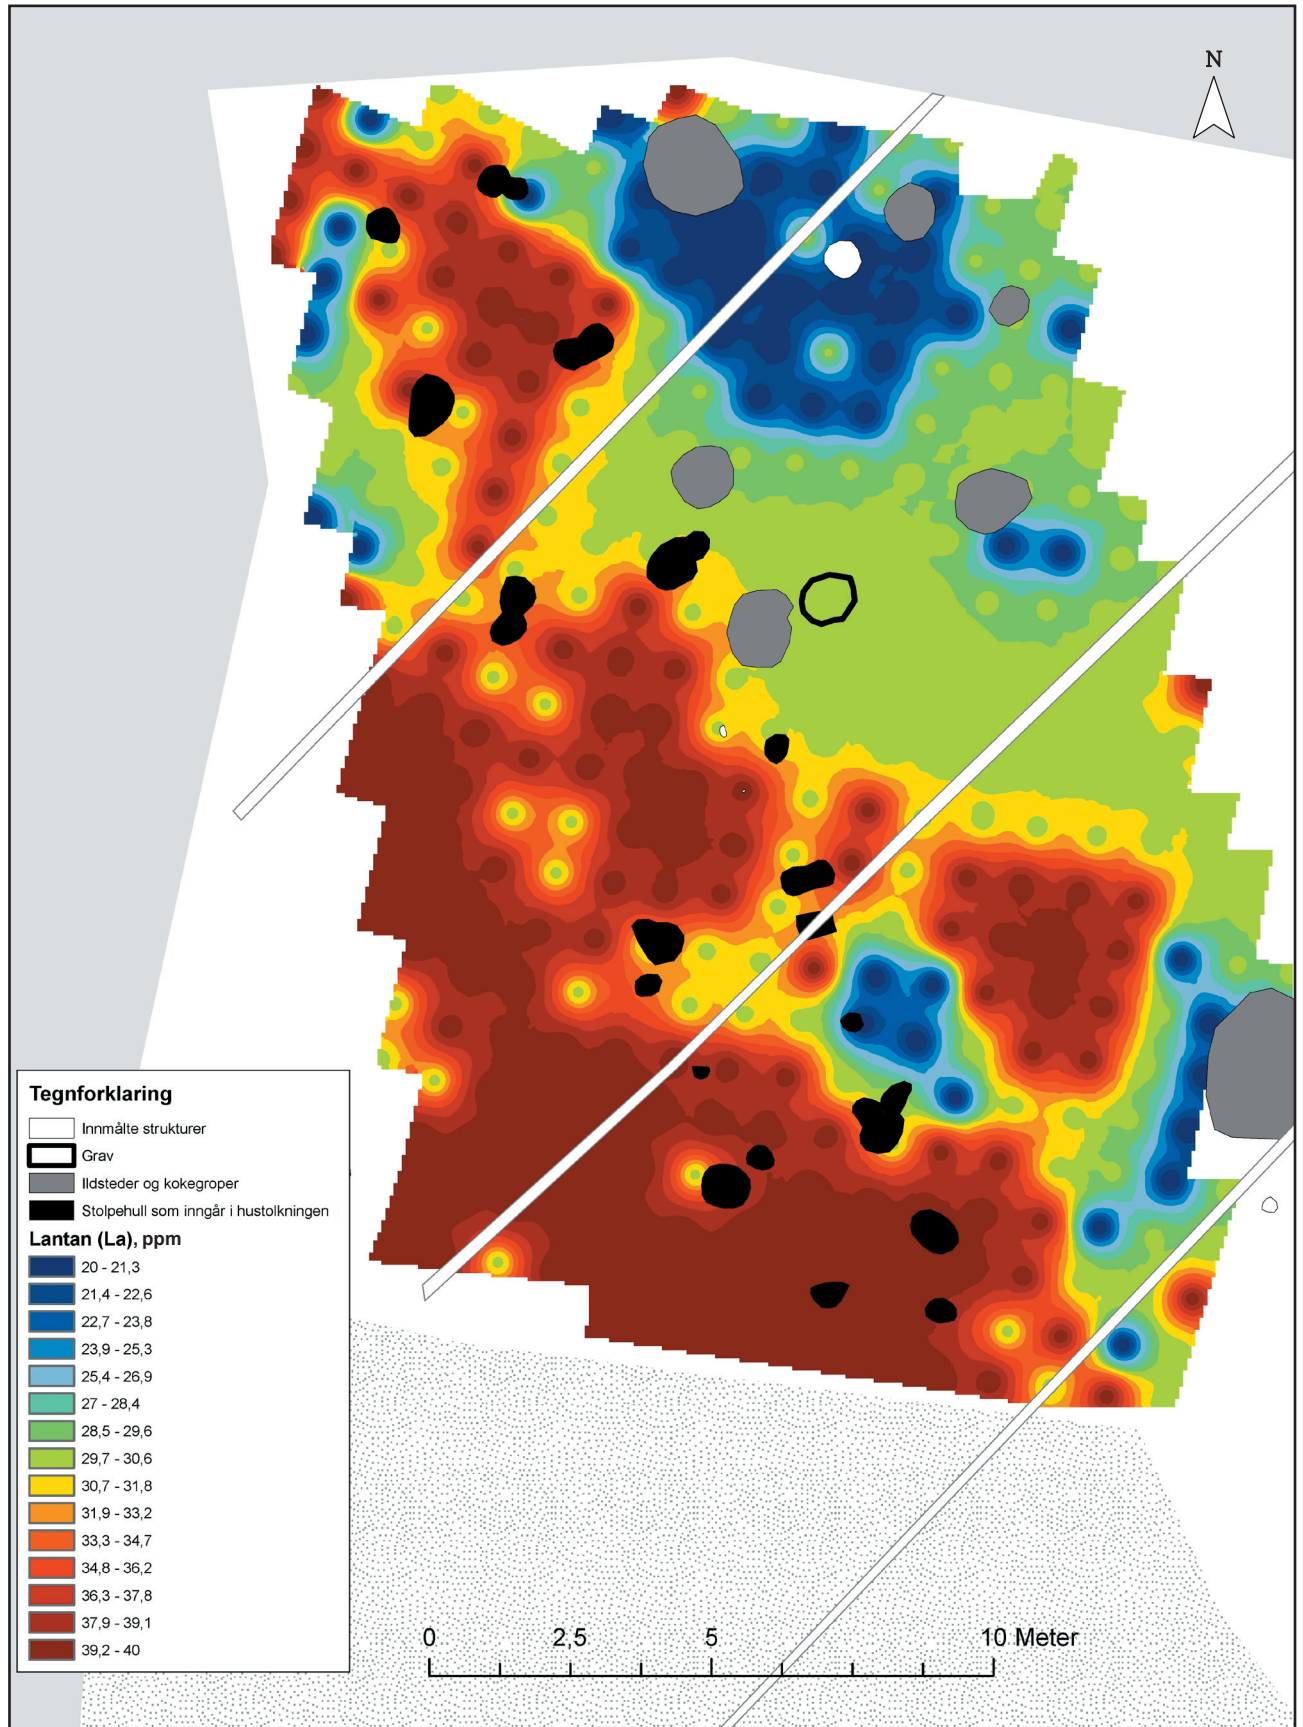 N
Tegnforklaring
Innmålte strukturer
Grav
Ildsteder og kokegroper
Stolpehull som inngår i hustolkningen
Lantan (La), ppm
20 - 21,3
21,4 - 22,6
22,7 - 23,8
23,9 - 25,3
25,4 - 26,9
27 - 28,4
28,5 - 29,6
29,7 - 30,6
30,7 - 31,8
31,9 - 33,2
33,3 - 34,7
34,8 - 36,2
36,3 - 37,8
37,9 - 39,1
39,2 - 40
0 2,5 5 10 Meter